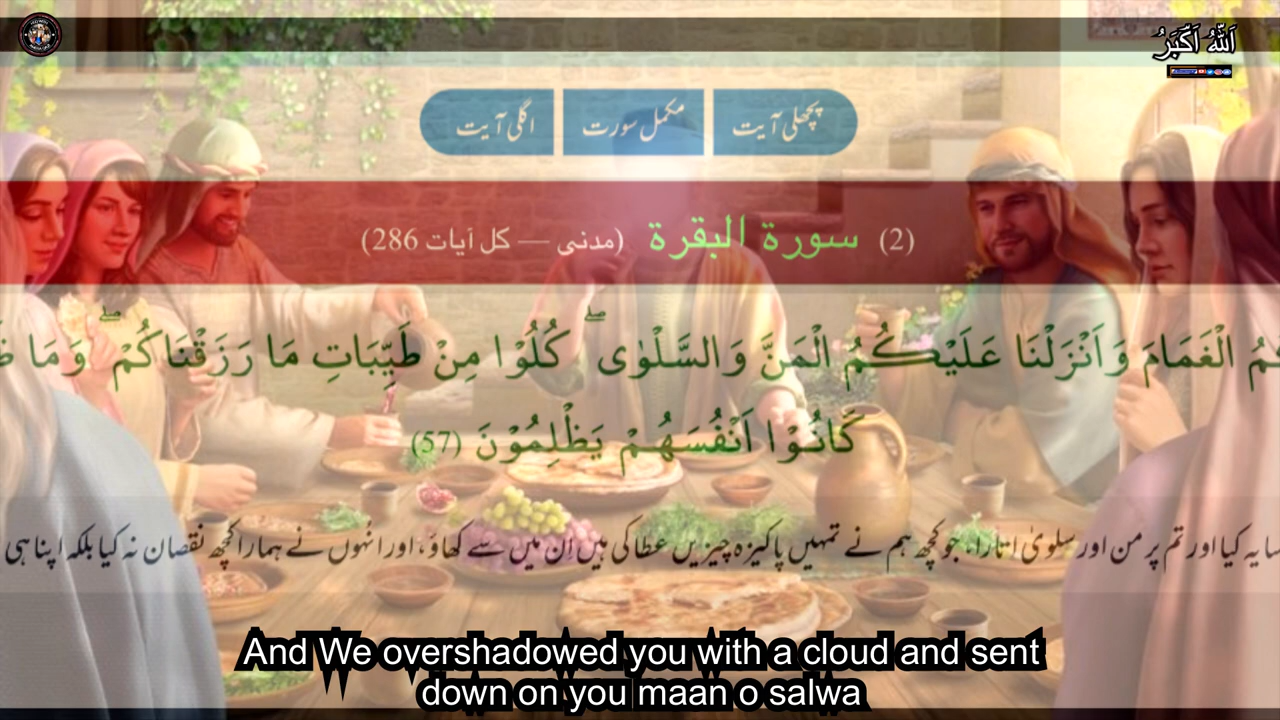 اَللّٰهُ اَكْبَرُ
پچھلی آیت
مکمل سورت
اگلی آیت
(2) سورة البقرة (مدنی — کل آیات 286)
الْغَمَامَ وَاَنْزَلْنَا عَلَيْكُمُ الْمَنَّ وَالسَّلْوٰى ۖ كُلُوْا مِنْ طَيِّبَاتِ مَا رَزَقْنَاكُمْ ۖ وَمَا
كَانُوْا اَنْفُسَهُمْ يَظْلِمُوْنَ (57)
سایہ کیا اور تم پر من اور سلویٰ اتارا، جو کچھ ہم نے تمہیں پاکیزہ چیزیں عطا کی ہیں اِن میں سے کھاؤ، اور انہوں نے ہمارا کچھ نقصان نہ کیا بلکہ اپنا ہی
And We overshadowed you with a cloud and sent
down on you maan o salwa